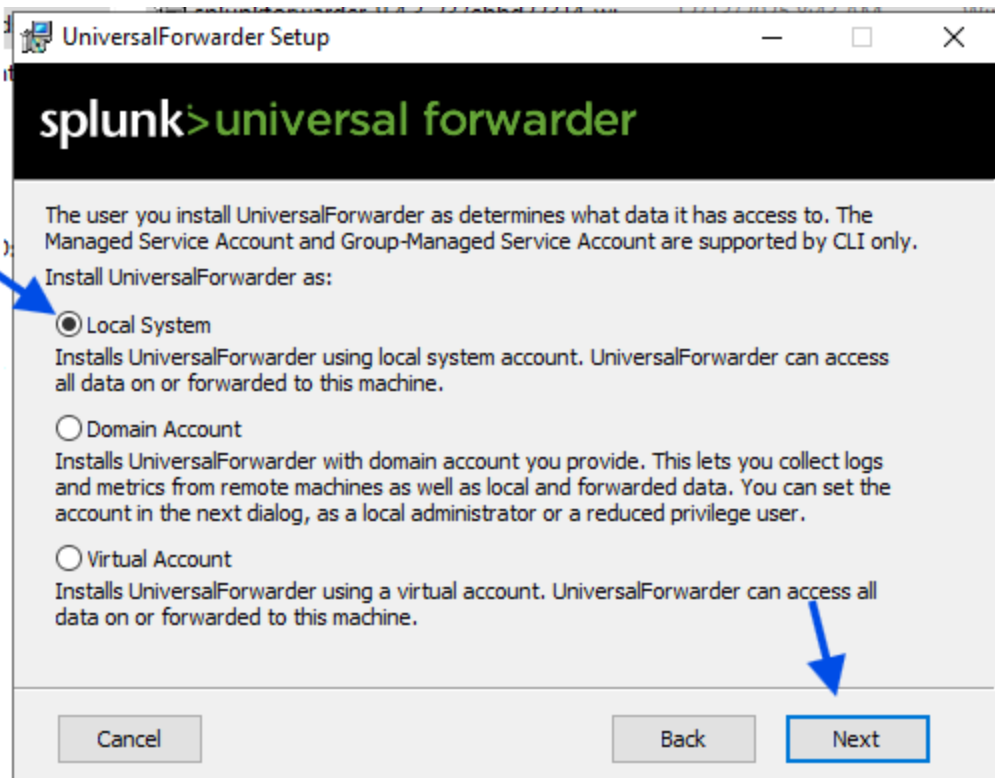 UniversalForwarder Setup
splunk>universal forwarder
The user you install UniversalForwarder as determines what data it has access to. The
Managed Service Account and Group-Managed Service Account are supported by CLI only.
Install UniversalForwarder as:
Local System
Installs UniversalForwarder using local system account. UniversalForwarder can access
all data on or forwarded to this machine.
Domain Account
Installs UniversalForwarder with domain account you provide. This lets you collect logs
and metrics from remote machines as well as local and forwarded data. You can set the
account in the next dialog, as a local administrator or a reduced privilege user.
Virtual Account
Installs UniversalForwarder using a virtual account. UniversalForwarder can access all
data on or forwarded to this machine.
Cancel
Back
Next